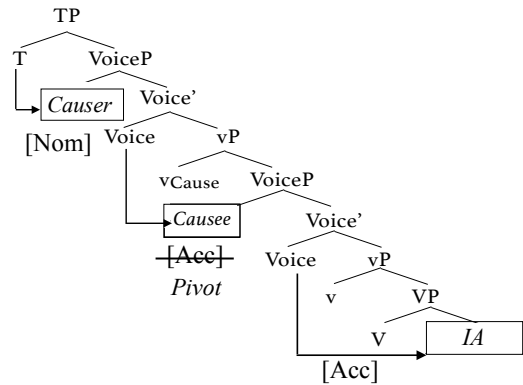 TP
T VoiceP
Causer Voice'
[Nom] Voice vP
vCause VoiceP
Causee Voice'
[Acc] Voice vP
Pivot v VP
V IA
[Acc]